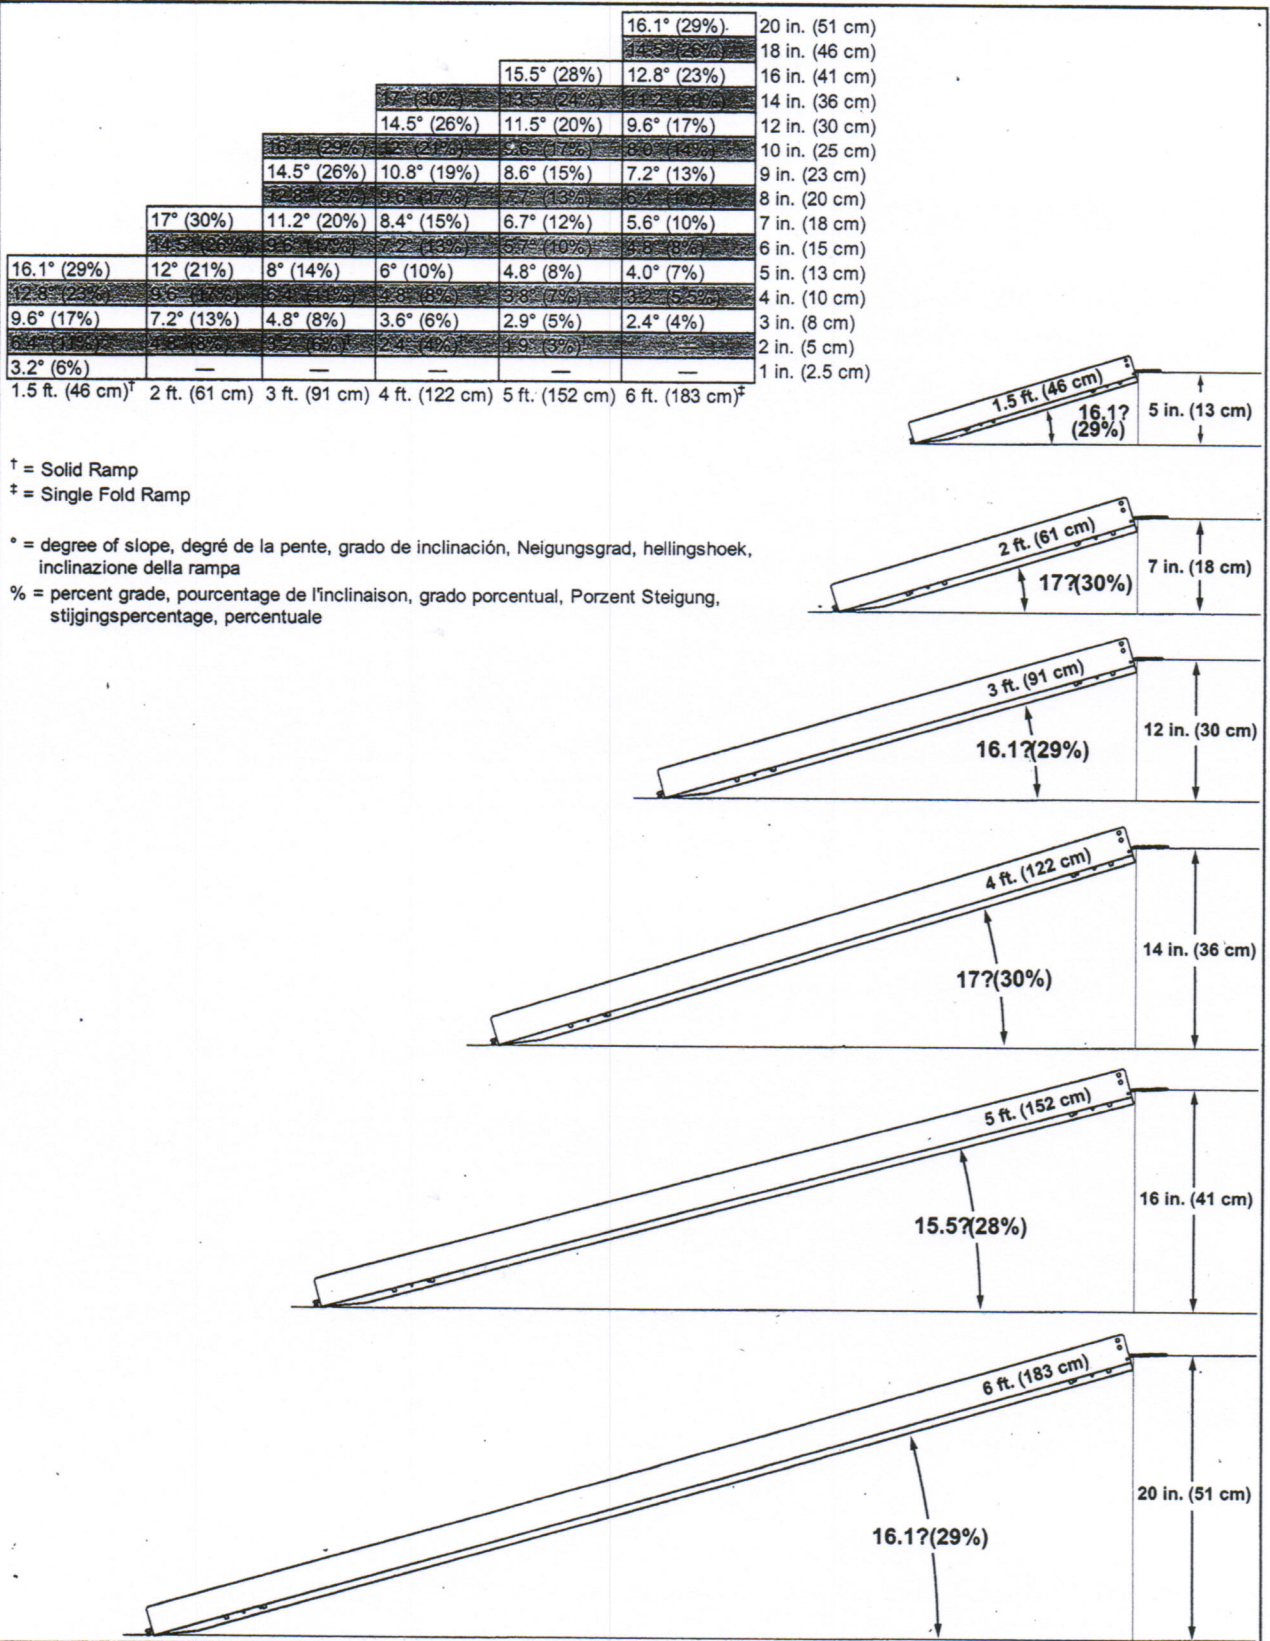 16.1° (29%) 20 in. (51 cm)
14.5° (26%) 18 in. (46 cm)
15.5° (28%) 12.8° (23%) 16 in. (41 cm)
17° (30%) 13.5° (24%) 11.2° (20%) 14 in. (36 cm)
14.5° (26%) 11.5° (20%) 9.6° (17%) 12 in. (30 cm)
16.1° (29%) 12° (21%) 9.6° (17%) 8.0° (14%) 10 in. (25 cm)
14.5° (26%) 10.8° (19%) 8.6° (15%) 7.2° (13%) 9 in. (23 cm)
12.8° (23%) 9.6° (17%) 7.7° (13%) 6.4° (11%) 8 in. (20 cm)
17° (30%) 11.2° (20%) 8.4° (15%) 6.7° (12%) 5.6° (10%) 7 in. (18 cm)
14.5° (26%) 9.6° (17%) 7.2° (13%) 5.7° (10%) 4.8° (8%) 6 in. (15 cm)
16.1° (29%) 12° (21%) 8° (14%) 6° (10%) 4.8° (8%) 4.0° (7%) 5 in. (13 cm)
12.8° (23%) 9.6° (17%) 6.4° (11%) 4.8° (8%) 3.8° (7%) 3.2° (5.5%) 4 in. (10 cm)
9.6° (17%) 7.2° (13%) 4.8° (8%) 3.6° (6%) 2.9° (5%) 2.4° (4%) 3 in. (8 cm)
6.4° (11%) 4.8° (8%) 3.2° (6%) 2.4° (4%) 1.9° (3%) — 2 in. (5 cm)
3.2° (6%) — — — — — 1 in. (2.5 cm)
1.5 ft. (46 cm)† 2 ft. (61 cm) 3 ft. (91 cm) 4 ft. (122 cm) 5 ft. (152 cm) 6 ft. (183 cm)‡
† = Solid Ramp
‡ = Single Fold Ramp
° = degree of slope, degré de la pente, grado de inclinación, Neigungsgrad, hellingshoek,
inclinazione della rampa
% = percent grade, pourcentage de l'inclinaison, grado porcentual, Porzent Steigung,
stijgingspercentage, percentuale
1.5 ft. (46 cm)
16.1?
(29%)
5 in. (13 cm)
2 ft. (61 cm)
17?(30%)
7 in. (18 cm)
3 ft. (91 cm)
16.1?(29%)
12 in. (30 cm)
4 ft. (122 cm)
17?(30%)
14 in. (36 cm)
5 ft. (152 cm)
15.5?(28%)
16 in. (41 cm)
6 ft. (183 cm)
16.1?(29%)
20 in. (51 cm)